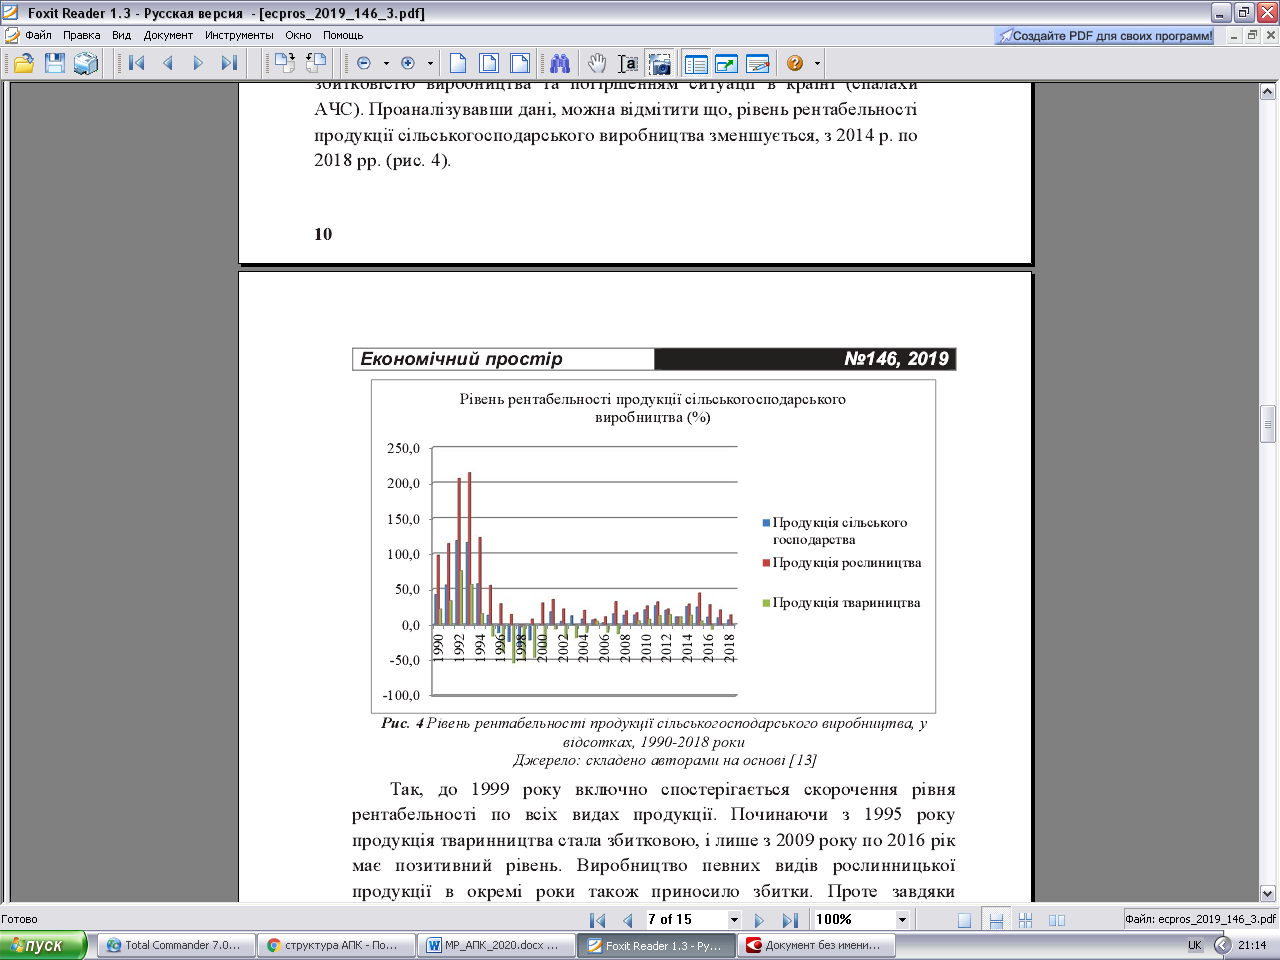 Foxit Reader 1.3 - Русская версия - [ecpros_2019_146_3.pdf]
Файл Правка Вид Документ Инструменты Окно Помощь
Создайте PDF для своих программ!
збитковістю виробництва та погіршенням ситуації в країні (спалахи
АЧС). Проаналізувавши дані, можна відмітити що, рівень рентабельності
продукції сільськогосподарського виробництва зменшується, з 2014 р. по
2018 рр. (рис. 4).
10
Економічний простір №146, 2019
Рівень рентабельності продукції сільськогосподарського
виробництва (%)
250,0
200,0
150,0
100,0
50,0
0,0
-50,0
-100,0
1990 1992 1994 1996 1998 2000 2002 2004 2006 2008 2010 2012 2014 2016 2018
Продукція сільського
господарства
Продукція рослиництва
Продукція твариництва
Рис. 4 Рівень рентабельності продукції сільськогосподарського виробництва, у
відсотках, 1990-2018 роки
Джерело: складено авторами на основі [13]
Так, до 1999 року включно спостерігається скорочення рівня
рентабельності по всіх видах продукції. Починаючи з 1995 року
продукція тваринництва стала збитковою, і лише з 2009 року по 2016 рік
має позитивний рівень. Виробництво певних видів рослинницької
продукції в окремі роки також приносило збитки. Проте завдяки
Готово
7 of 15
100%
Файл: ecpros_2019_146_3.pdf
пуск
Total Commander 7.0...
структура АПК - По...
МР_АПК_2020.docx ...
Foxit Reader 1.3 - Ру...
Документ без имени...
UK
21:14